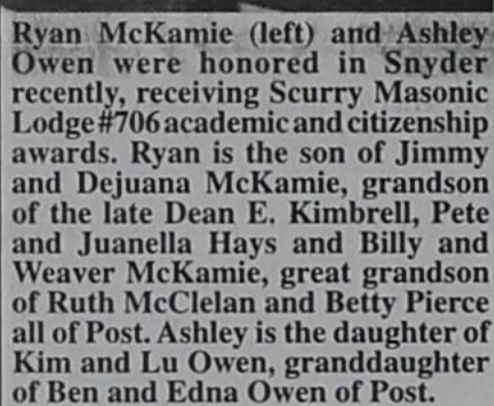 Ryan McKamie (left) and Ashley
Owen were honored in Snyder
recently, receiving Scurry Masonic
Lodge #706 academic and citizenship
awards. Ryan is the son of Jimmy
and Dejuana McKamie, grandson
of the late Dean E. Kimbrell, Pete
and Juanella Hays and Billy and
Weaver McKamie, great grandson
of Ruth McClelan and Betty Pierce
all of Post. Ashley is the daughter of
Kim and Lu Owen, granddaughter
of Ben and Edna Owen of Post.